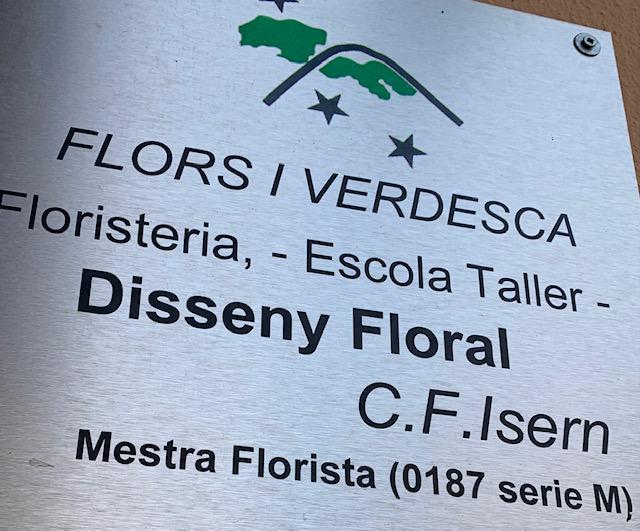 FLORS I VERDESCA
Floristeria, - Escola Taller -
Disseny Floral
C.F.Isern
Mestra Florista (0187 serie M)